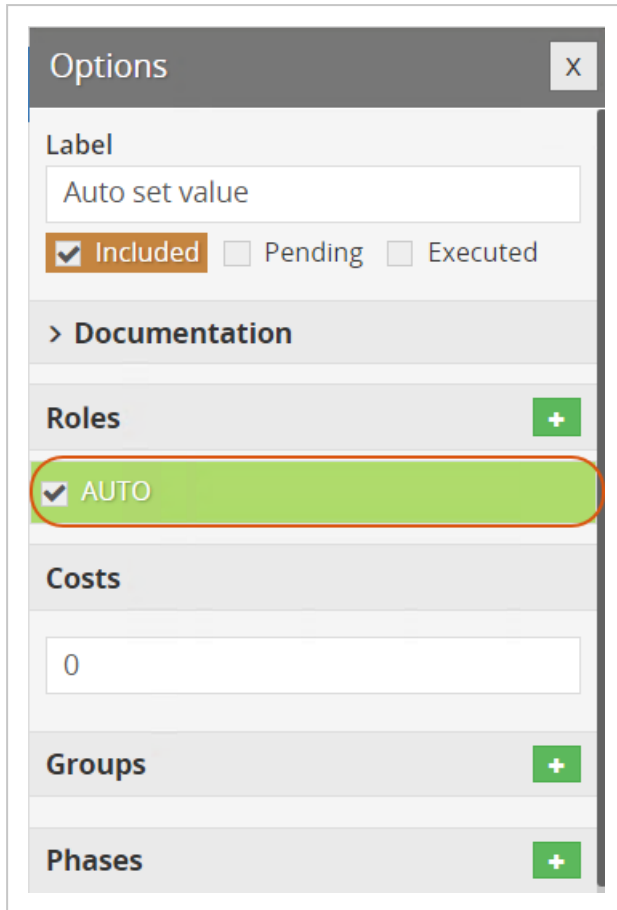 Options X
Label
Auto set value
Included Pending Executed
> Documentation
Roles +
AUTO
Costs
0
Groups +
Phases +